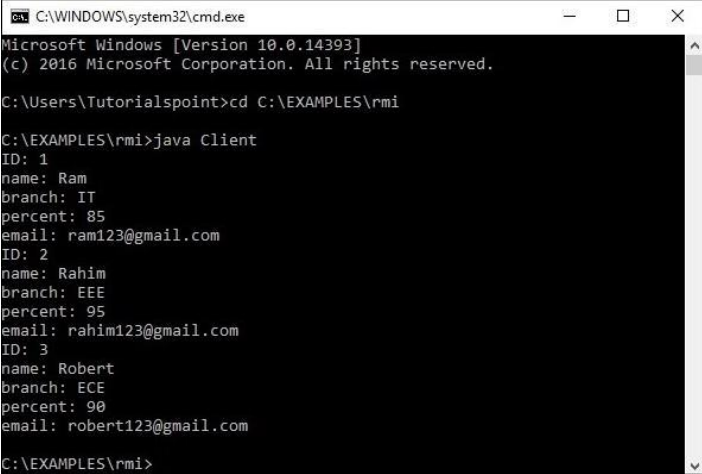 C:\WINDOWS\system32\cmd.exe
Microsoft Windows [Version 10.0.14393]
(c) 2016 Microsoft Corporation. All rights reserved.
C:\Users\Tutorialspoint>cd C:\EXAMPLES\rmi
C:\EXAMPLES\rmi>java Client
ID: 1
name: Ram
branch: IT
percent: 85
email: ram123@gmail.com
ID: 2
name: Rahim
branch: EEE
percent: 95
email: rahim123@gmail.com
ID: 3
name: Robert
branch: ECE
percent: 90
email: robert123@gmail.com
C:\EXAMPLES\rmi>